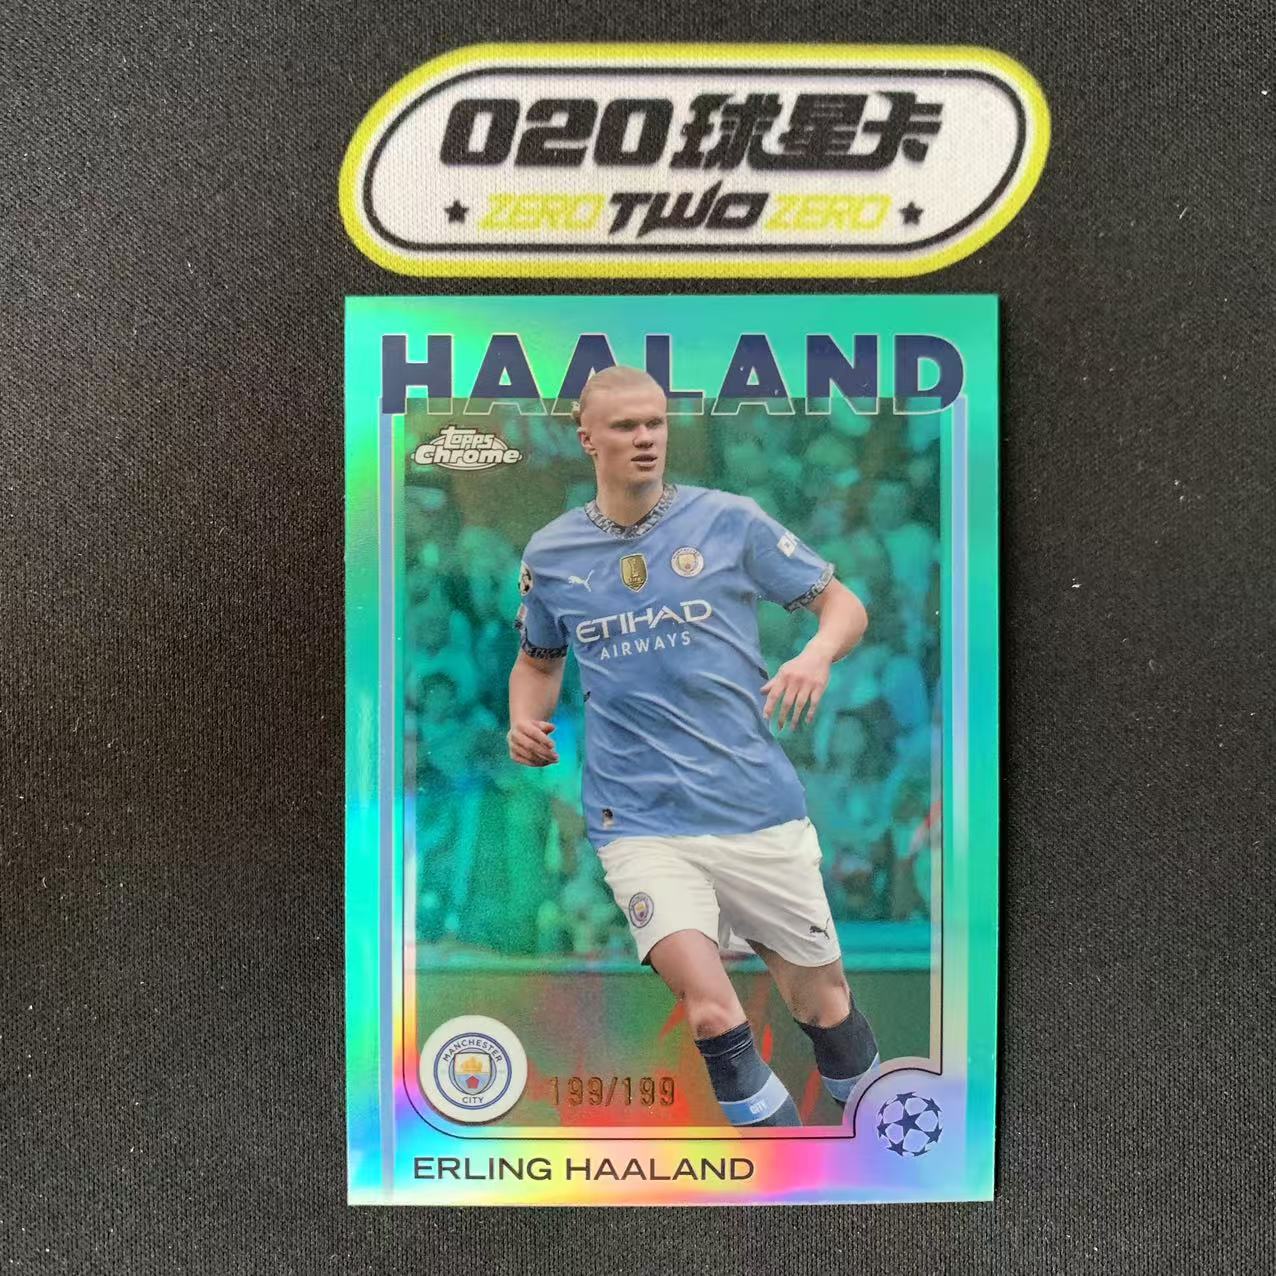 020球星卡
★ ZERO TWO ZERO ★
HAALAND
Topps
Chrome
ETIHAD
AIRWAYS
MANCHESTER
CITY
199/199
CITY
ERLING HAALAND